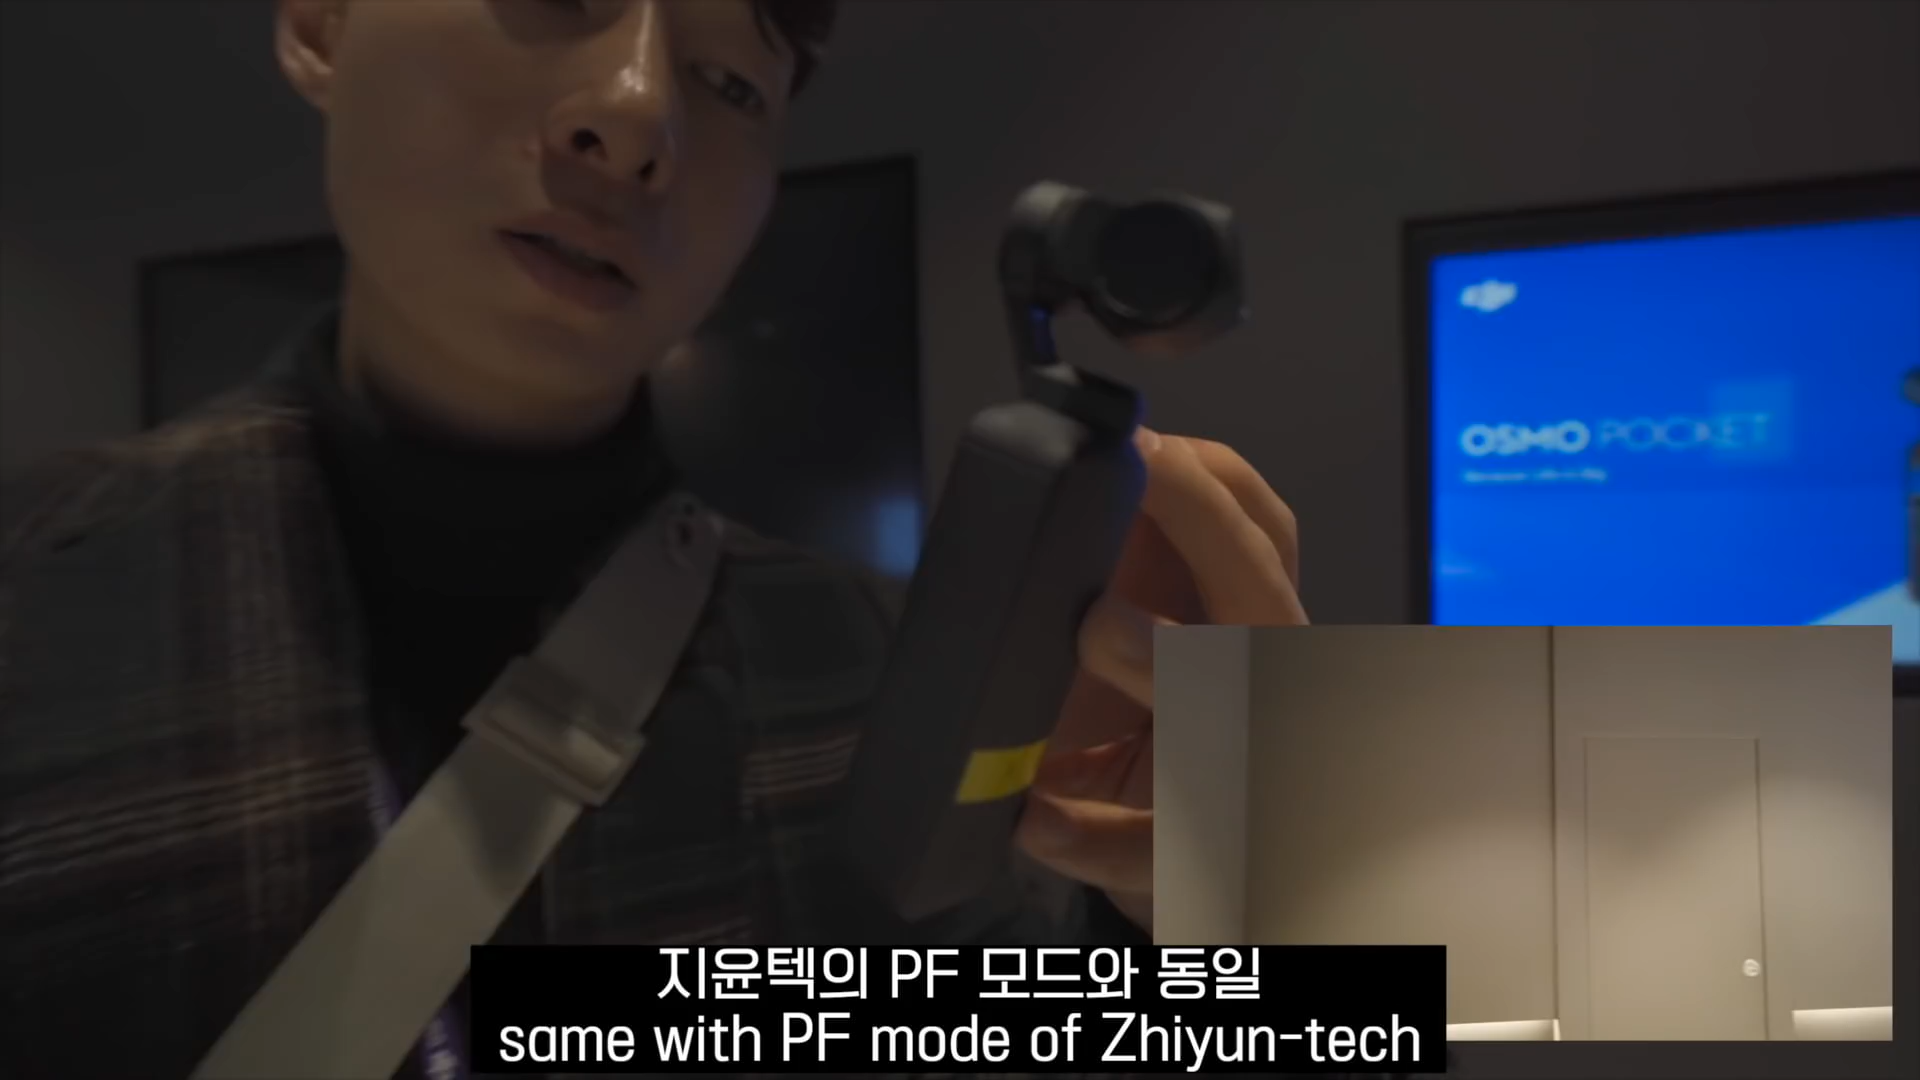 dji
OSMO POCKET
지윤텍의 PF 모드와 동일
same with PF mode of Zhiyun-tech